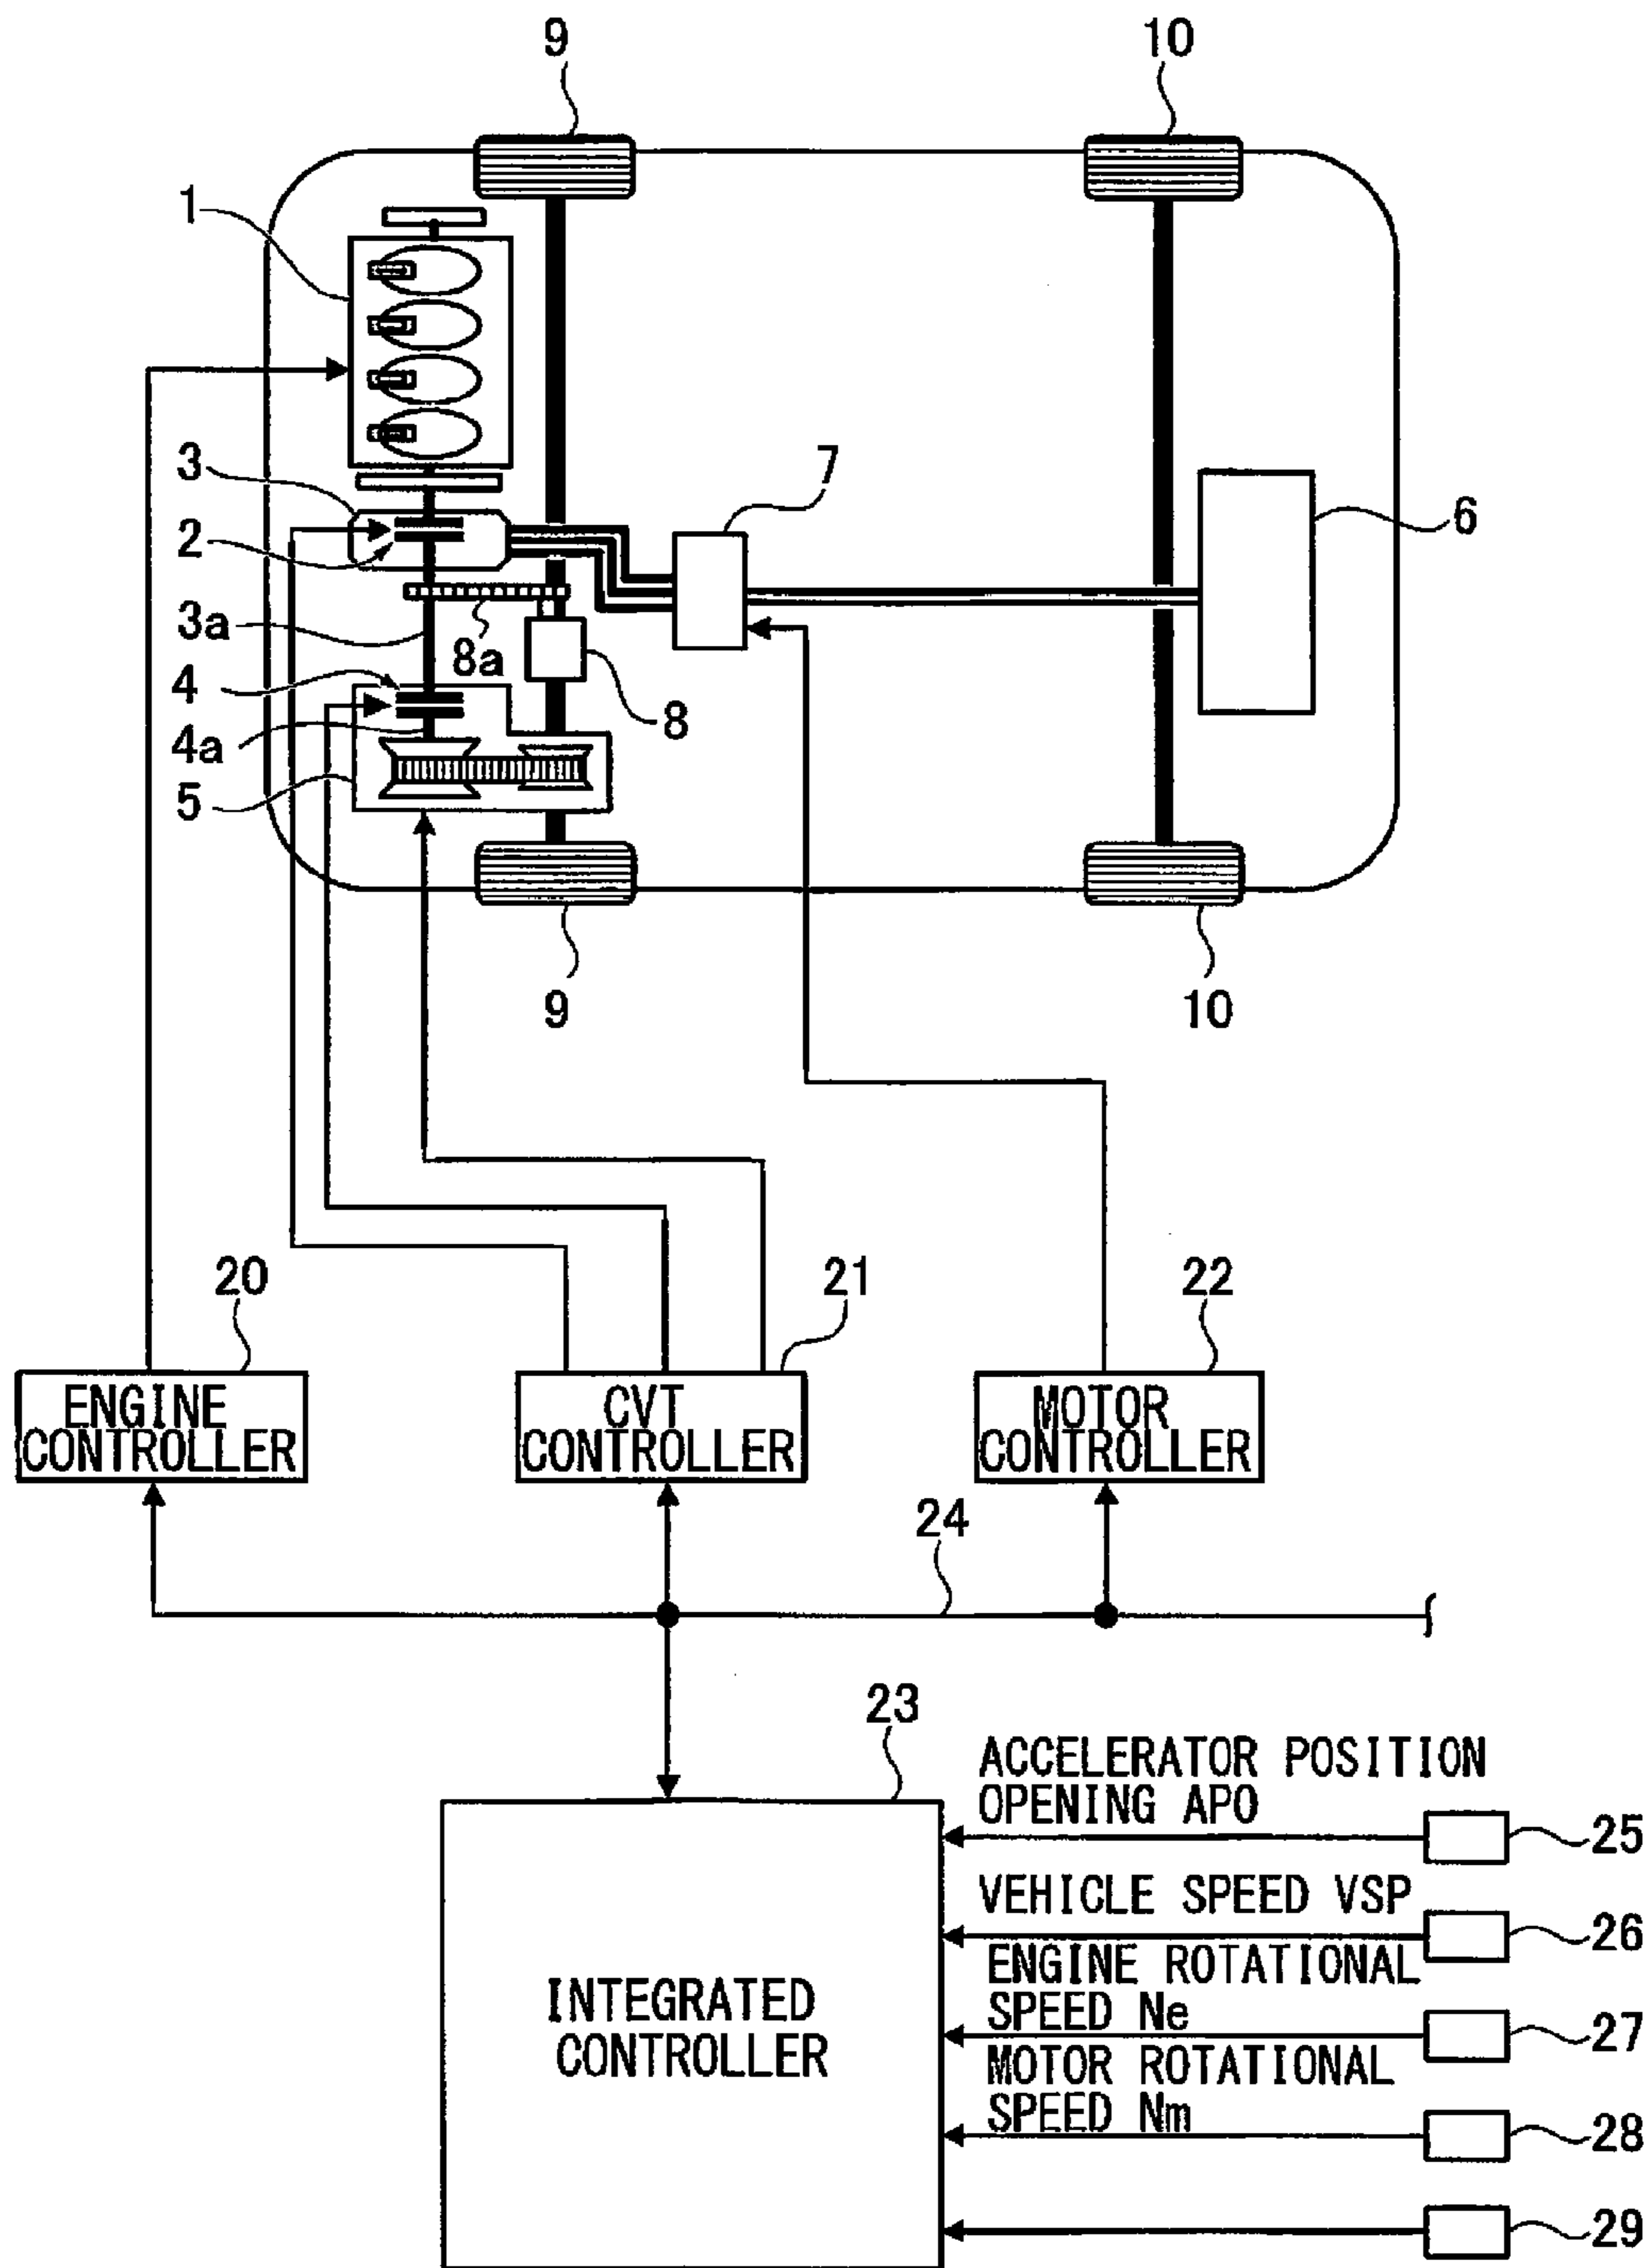 9
10
1
3
7
2
6
3a
8a
4
8
4a
5
9
10
20
21
22
ENGINE
CONTROLLER
CVT
CONTROLLER
MOTOR
CONTROLLER
24
23
ACCELERATOR POSITION
OPENING APO
25
VEHICLE SPEED VSP
26
ENGINE ROTATIONAL
SPEED Ne
27
INTEGRATED
CONTROLLER
MOTOR ROTATIONAL
SPEED Nm
28
29